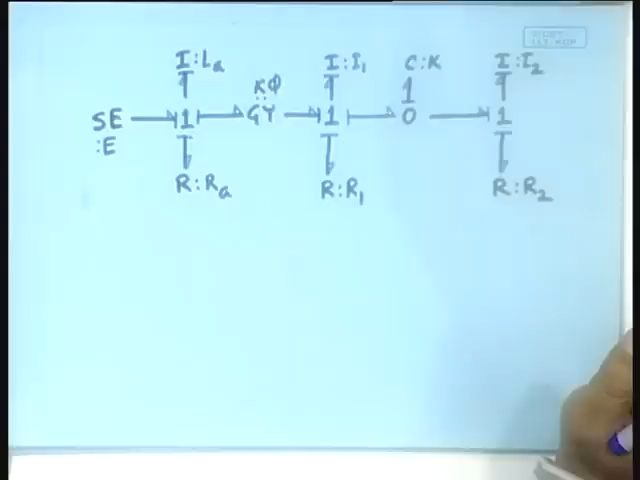 I:La I:I1 C:K I:I2
KΦ
SE 1 GY 1 0 1
:E
R:Ra R:R1 R:R2